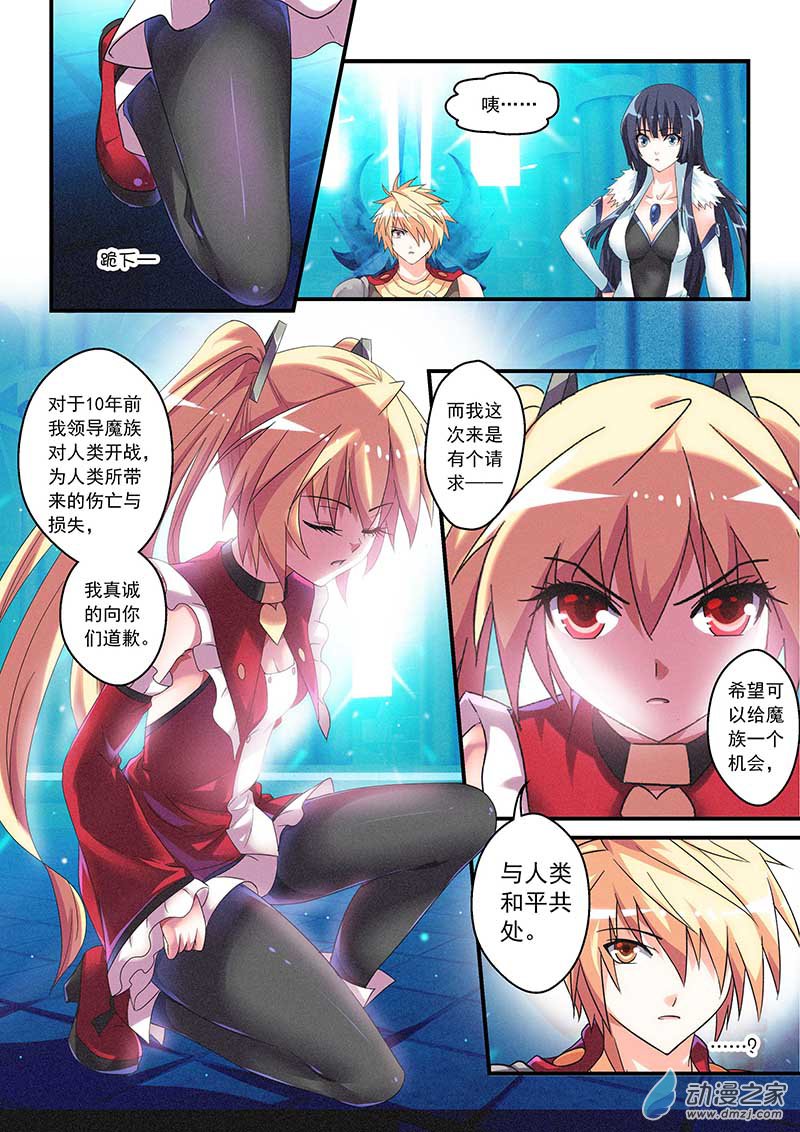 跪下—
咦……
对于10年前
我领导魔族
对人类开战,
为人类所带
来的伤亡与
损失,
我真诚
的向你
们道歉。
而我这
次来是
有个请
求——
希望可
以给魔
族一个
机会,
与人类
和平共
处。
……?
动漫之家
www.dmzj.com